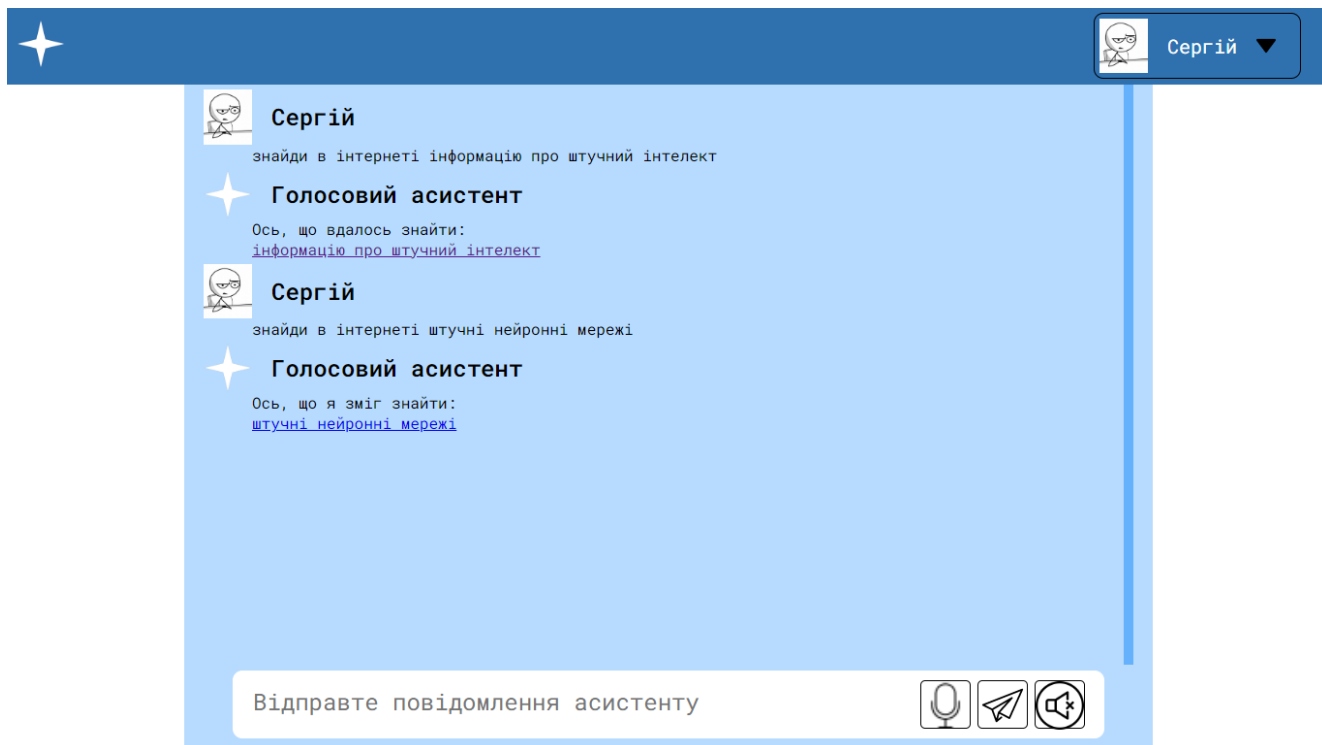 Сергій
Сергій
знайди в інтернеті інформацію про штучний інтелект
Голосовий асистент
Ось, що вдалось знайти:
інформацію про штучний інтелект
Сергій
знайди в інтернеті штучні нейронні мережі
Голосовий асистент
Ось, що я зміг знайти:
штучні нейронні мережі
Відправте повідомлення асистенту